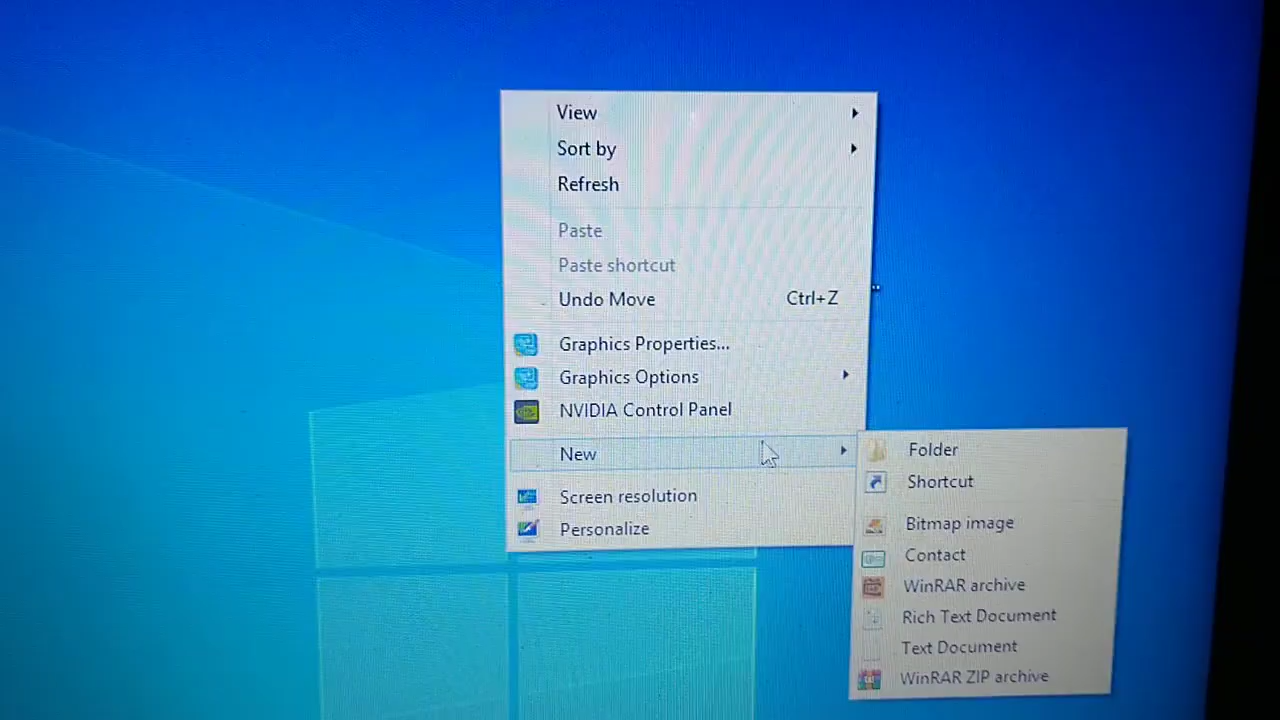 View
Sort by
Refresh
Paste
Paste shortcut
Undo Move Ctrl+Z
Graphics Properties...
Graphics Options
NVIDIA Control Panel
New
Screen resolution
Personalize
Folder
Shortcut
Bitmap image
Contact
WinRAR archive
Rich Text Document
Text Document
WinRAR ZIP archive